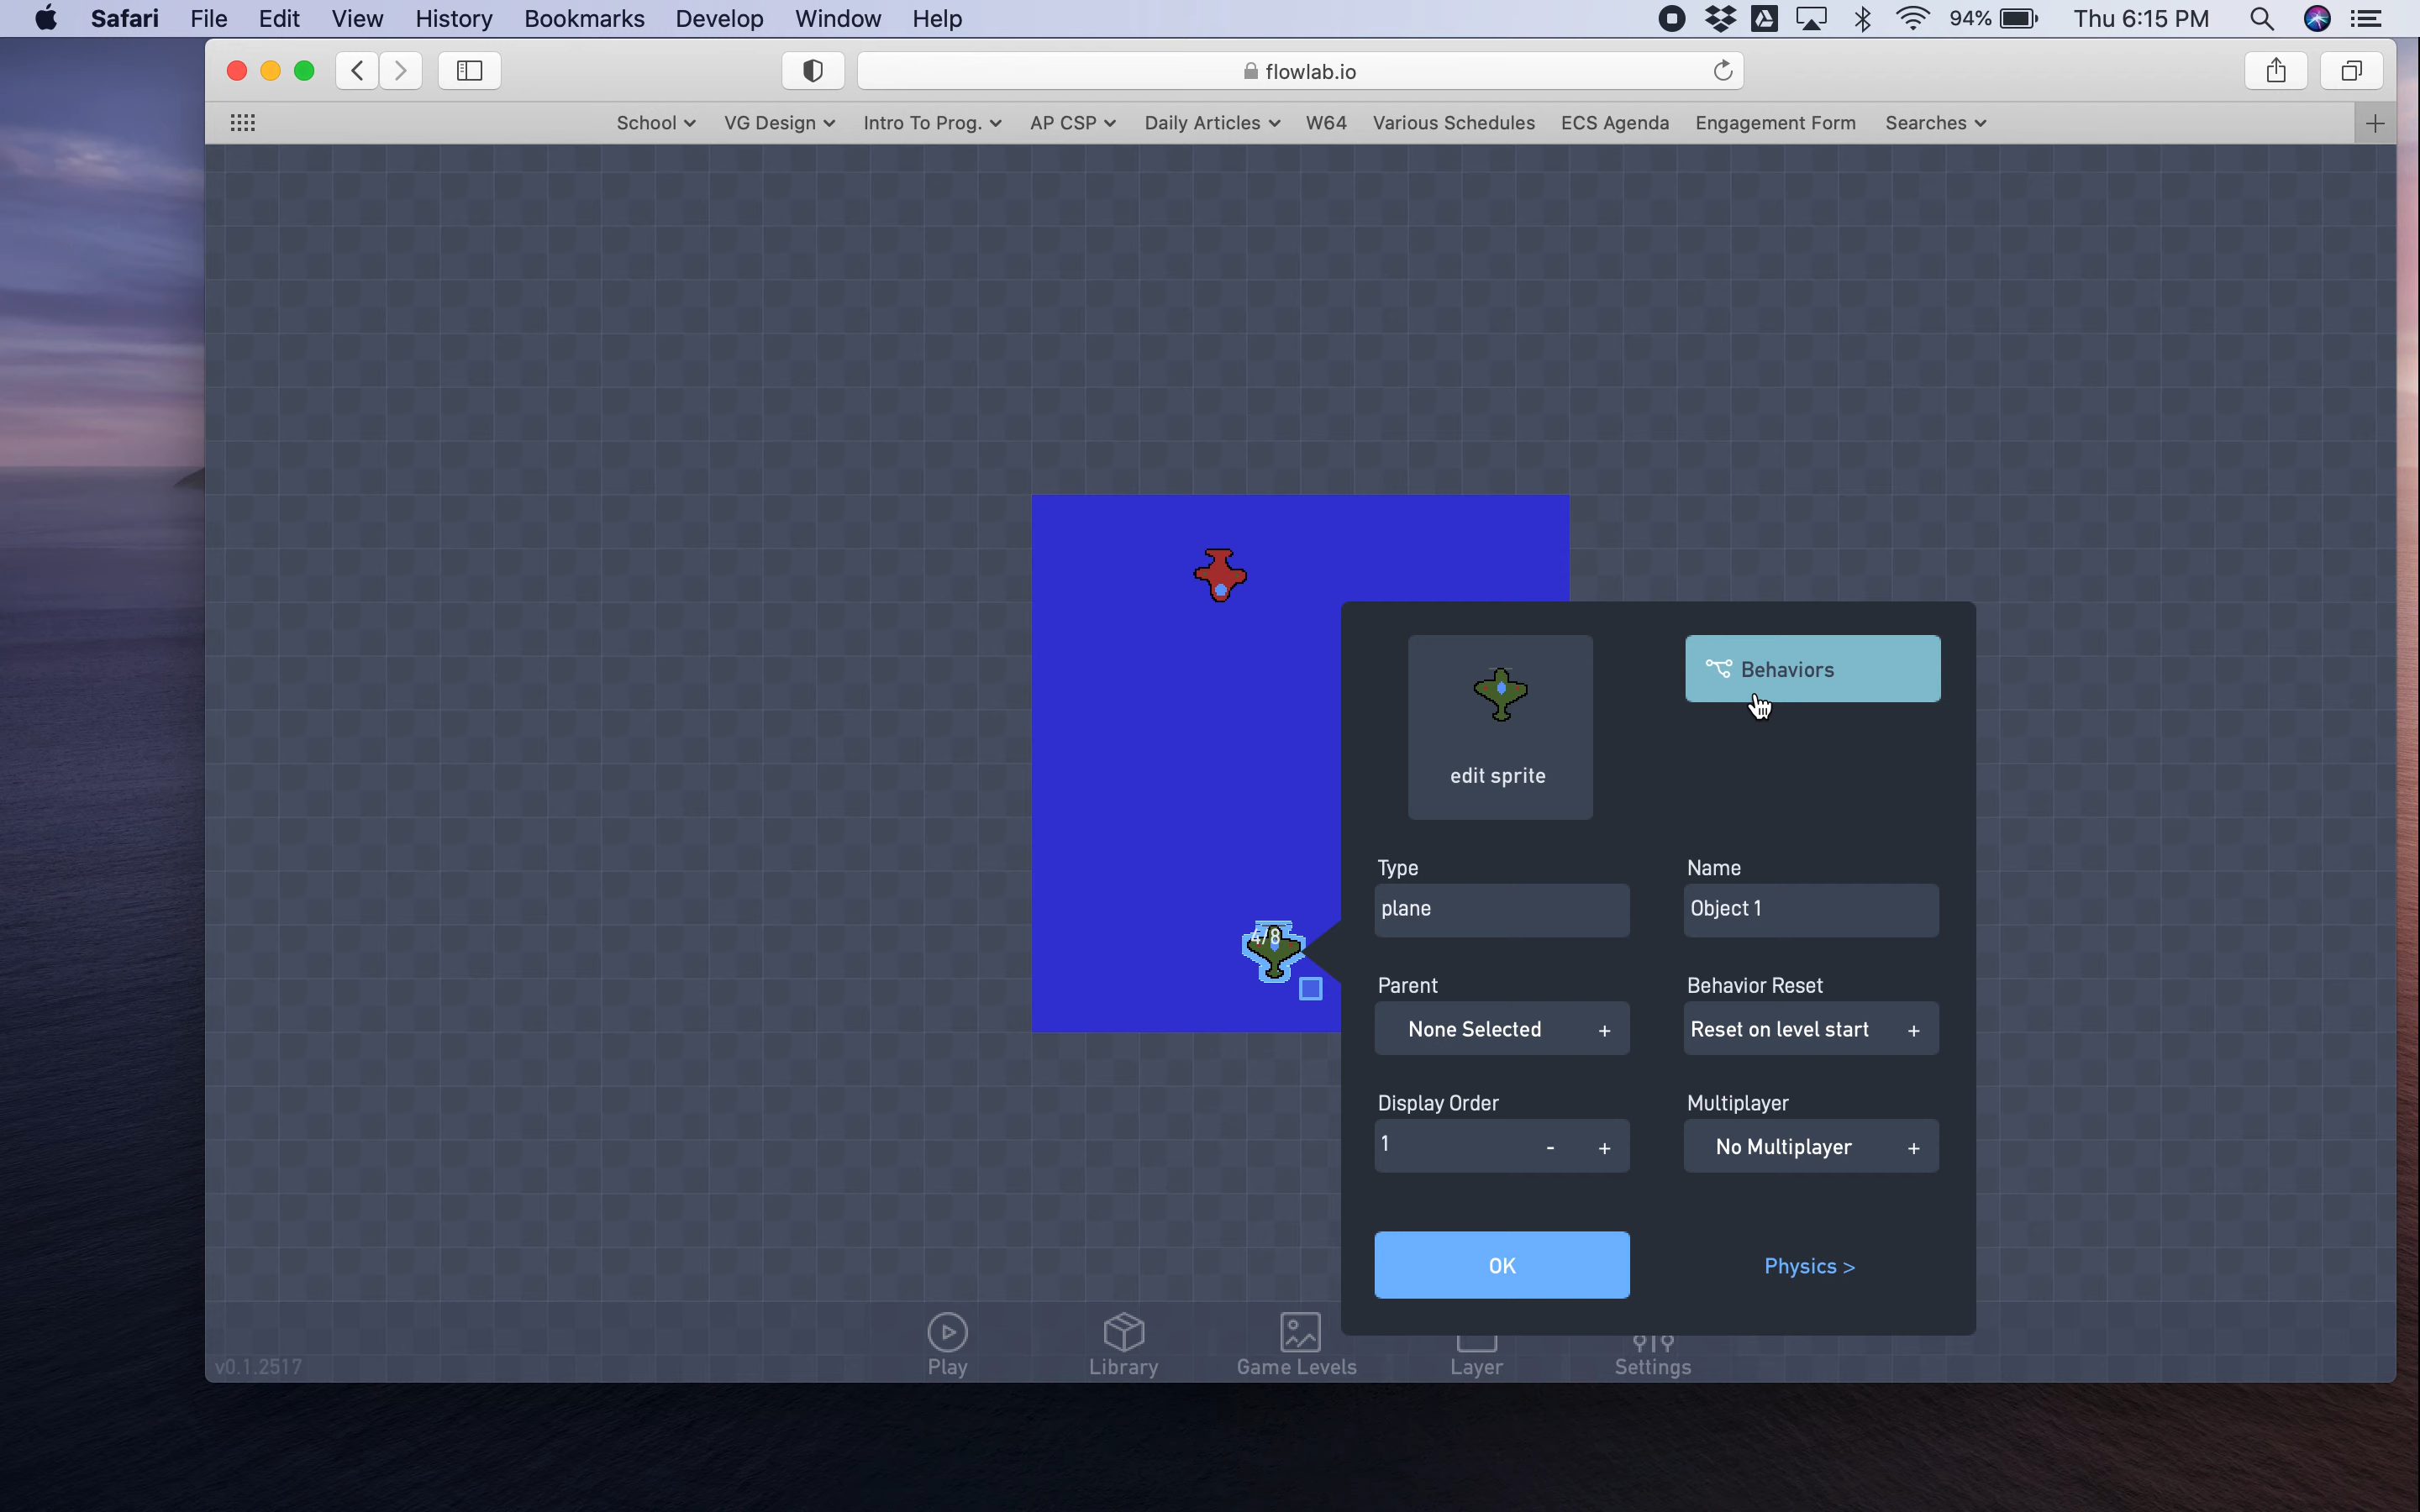 Safari File Edit View History Bookmarks Develop Window Help 94% Thu 6:15 PM
flowlab.io
School VG Design Intro To Prog. AP CSP Daily Articles W64 Various Schedules ECS Agenda Engagement Form Searches
Behaviors
edit sprite
Type Name
plane Object 1
4/8
Parent Behavior Reset
None Selected + Reset on level start +
Display Order Multiplayer
1 - + No Multiplayer +
OK Physics >
v0.1.2517 Play Library Game Levels Layer Settings